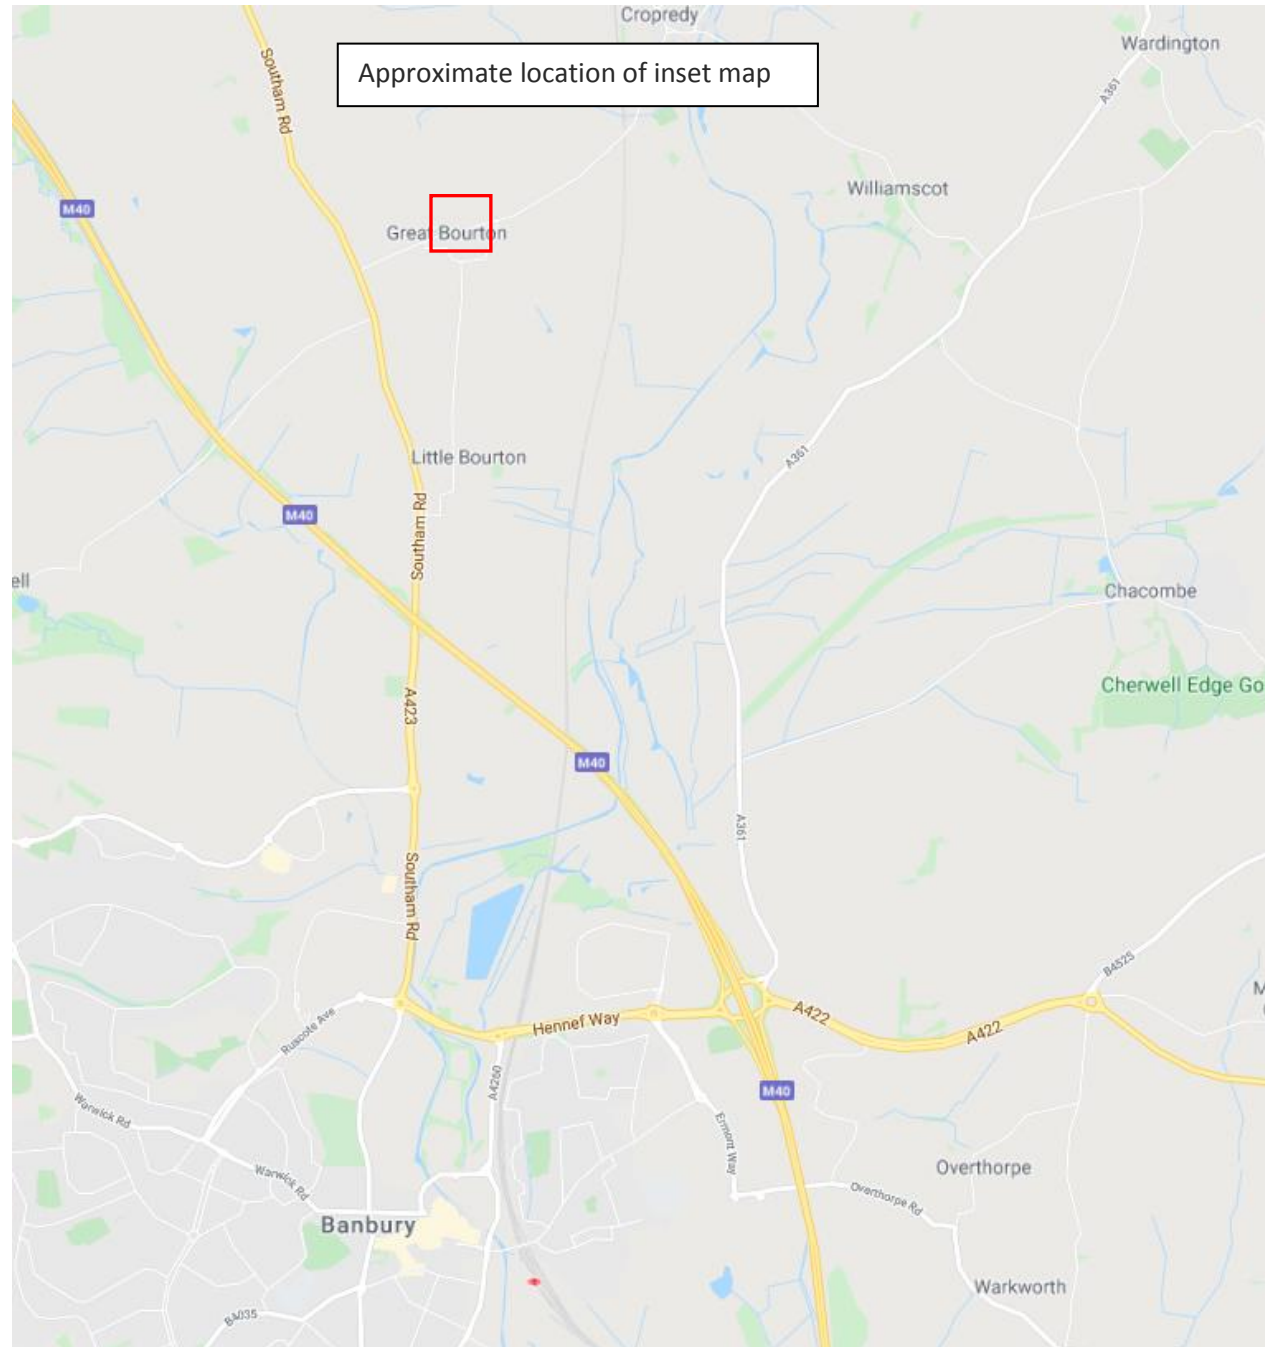 Cropredy
Wardington
Southam Rd
Approximate location of inset map
A361
M40
Williamscot
Great Bourton
Little Bourton
A361
M40
Southam Rd
ell
Chacombe
A423
Cherwell Edge Go
M40
A361
Southam Rd
B4525
M
Ruscote Ave
Hennef Way
A422
A422
A4260
M40
Warwick Rd
Ermont Way
Warwick Rd
Overthorpe
Overthorpe Rd
Banbury
Warkworth
B4035